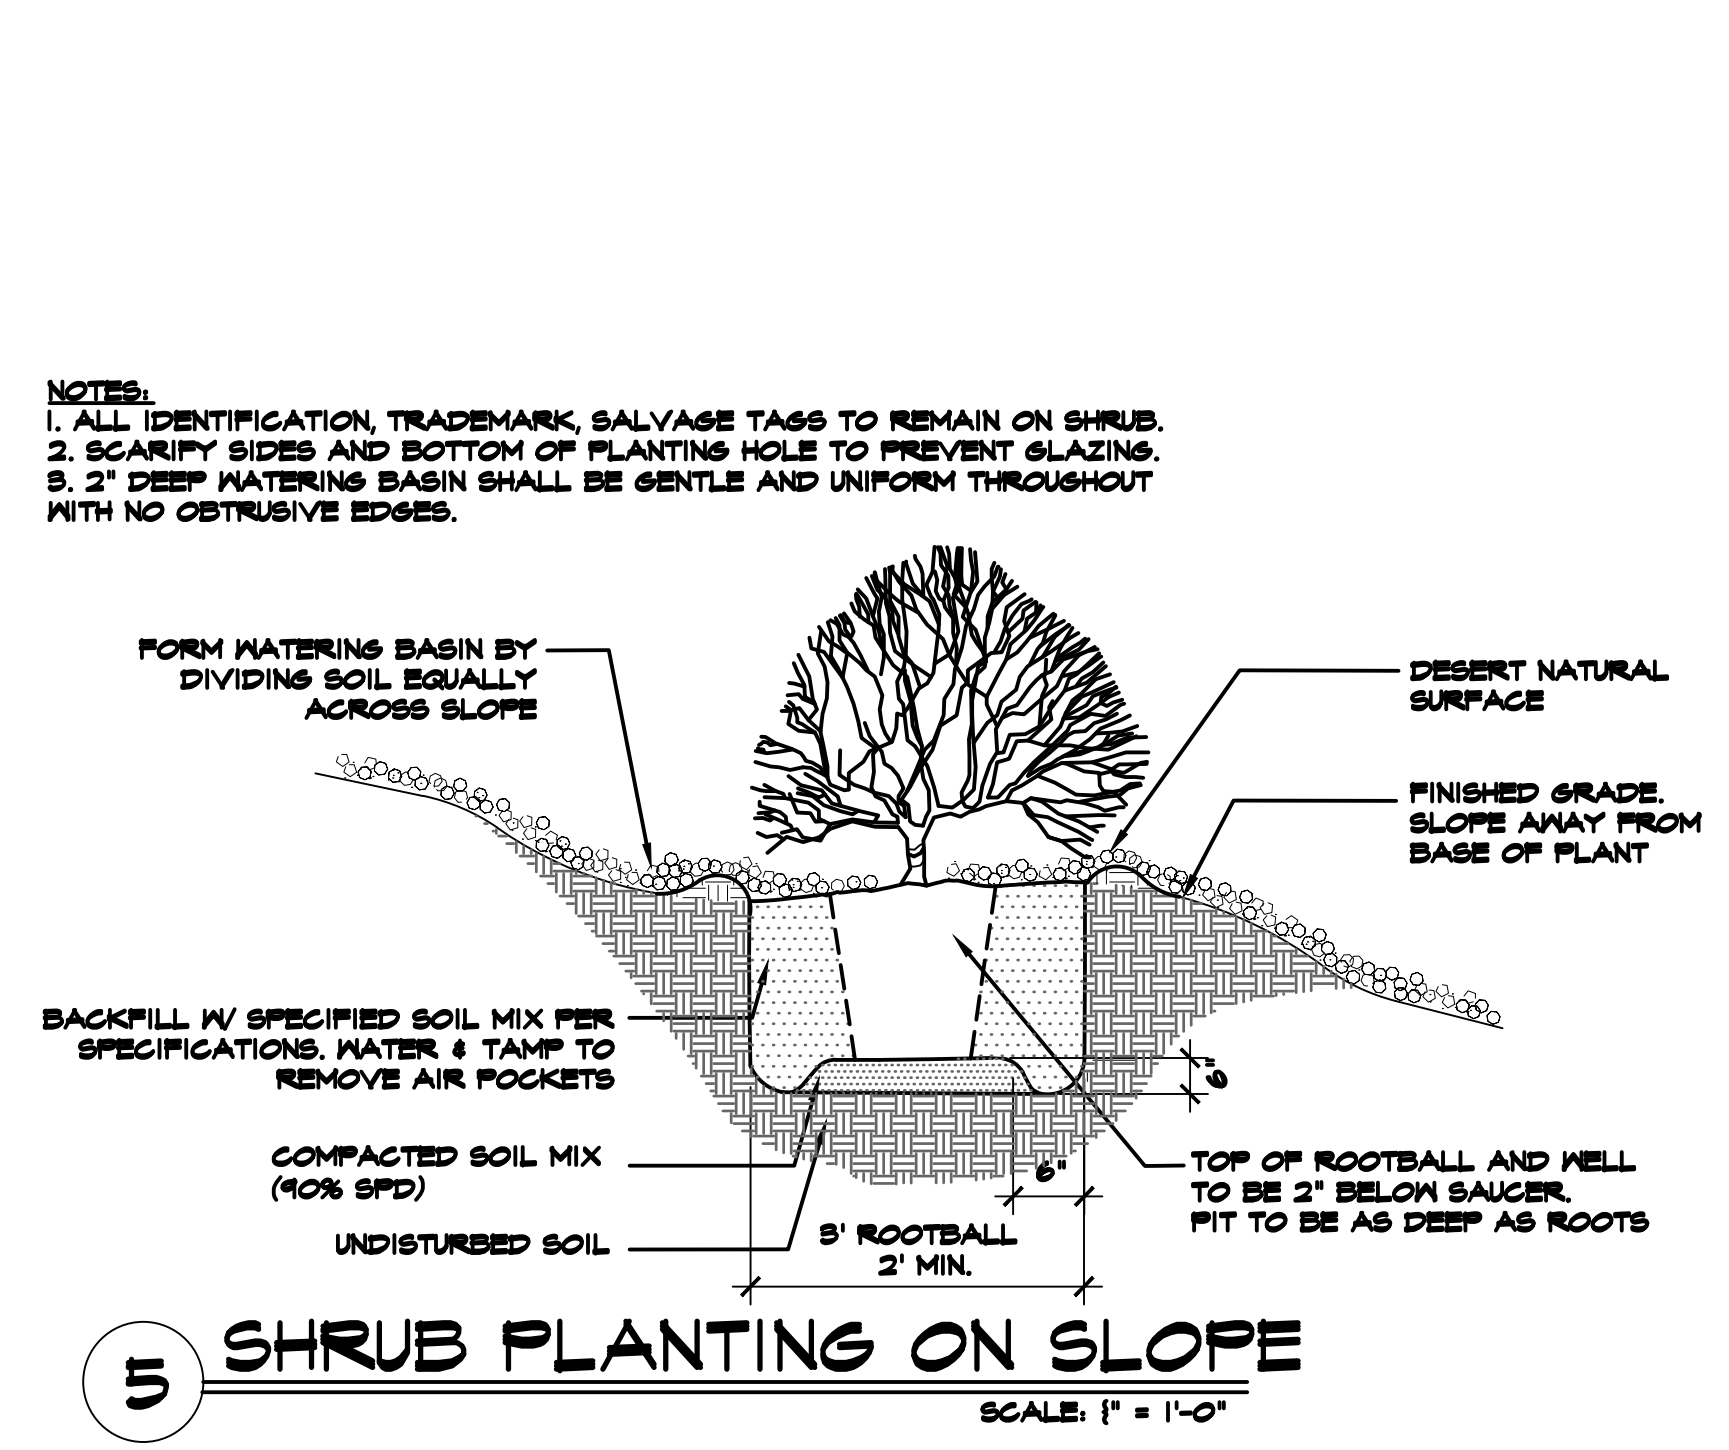 NOTES:
1. ALL IDENTIFICATION, TRADEMARK, SALVAGE TAGS TO REMAIN ON SHRUB.
2. SCARIFY SIDES AND BOTTOM OF PLANTING HOLE TO PREVENT GLAZING.
3. 2" DEEP WATERING BASIN SHALL BE GENTLE AND UNIFORM THROUGHOUT
WITH NO OBTRUSIVE EDGES.
FORM WATERING BASIN BY
DIVIDING SOIL EQUALLY
ACROSS SLOPE
DESERT NATURAL
SURFACE
FINISHED GRADE.
SLOPE AWAY FROM
BASE OF PLANT
BACKFILL W/ SPECIFIED SOIL MIX PER
SPECIFICATIONS. WATER & TAMP TO
REMOVE AIR POCKETS
6"
COMPACTED SOIL MIX
(90% SPD)
6"
TOP OF ROOTBALL AND WELL
TO BE 2" BELOW SAUCER.
PIT TO BE AS DEEP AS ROOTS
UNDISTURBED SOIL
3' ROOTBALL
2' MIN.
5
SHRUB PLANTING ON SLOPE
SCALE: {" = 1'-0"